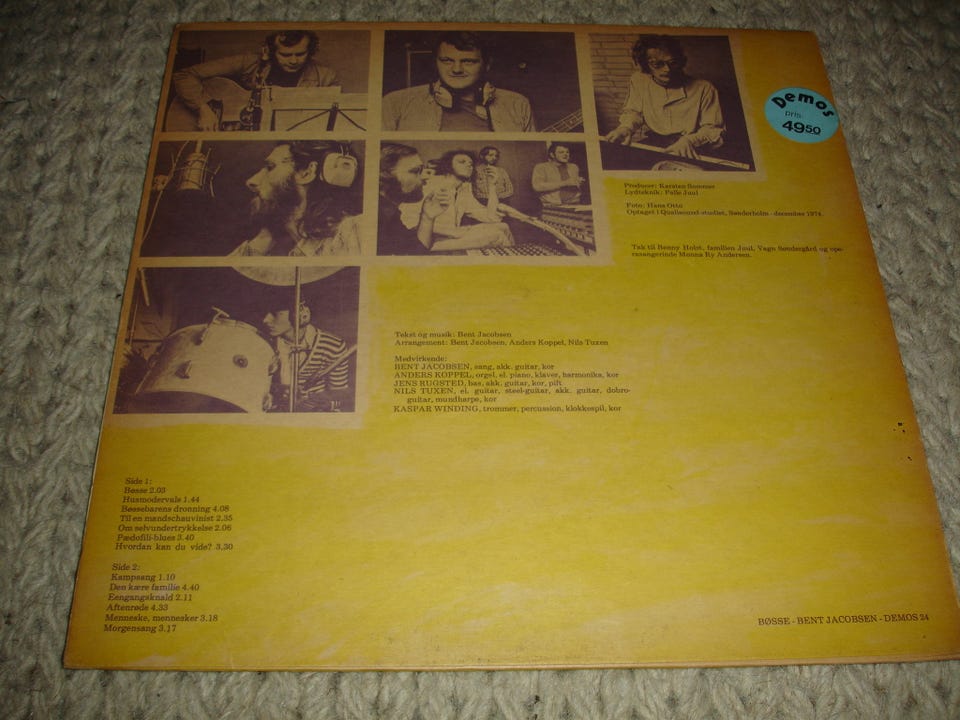 Demos
pris:
49 50
Producer: Karsten Sommer
Lydteknik: Palle Juul
Foto: Hans Otto
Optaget i Quallsound-studiet, Sønderholm - december 1974.
Tak til Benny Holst, familien Juul, Vagn Søndergård og ope-
rasangerinde Monna Ry Andersen.
Tekst og musik: Bent Jacobsen
Arrangement: Bent Jacobsen, Anders Koppel, Nils Tuxen
Medvirkende:
BENT JACOBSEN, sang, akk. guitar, kor
ANDERS KOPPEL, orgel, el. piano, klaver, harmonika, kor
JENS RUGSTED, bas, akk. guitar, kor, pift
NILS TUXEN, el. guitar, steel-guitar, akk. guitar, dobro-
guitar, mundharpe, kor
KASPAR WINDING, trommer, percussion, klokkespil, kor
Side 1:
Bøsse 2.03
Husmodervals 1.44
Bøssebarens dronning 4.08
Til en mandschauvinist 2.35
Om selvundertrykkelse 2.06
Pædofili-blues 3.40
Hvordan kan du vide? 3.30
Side 2:
Kampsang 1.10
Den kære familie 4.40
Eengangsknald 2.11
Aftenrøde 4.33
Menneske, mennesker 3.18
Morgensang 3.17
BØSSE - BENT JACOBSEN - DEMOS 24